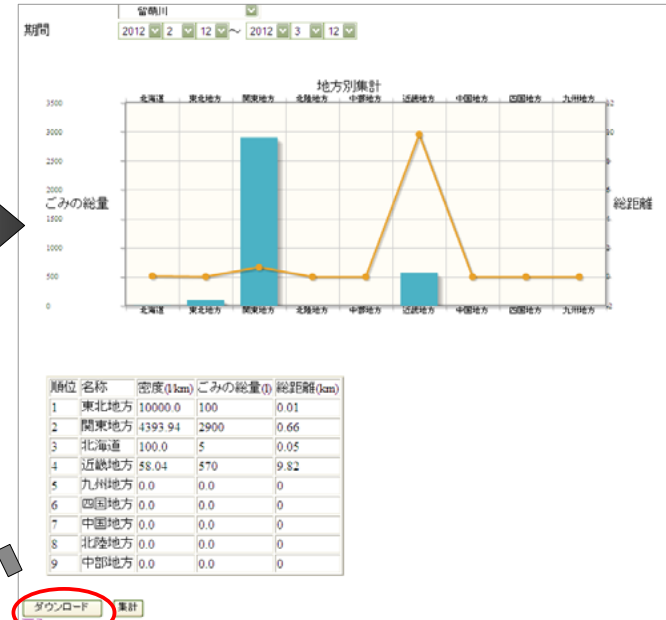 留萌川
期間 2012 2 12 ～ 2012 3 12
地方別集計
北海道 東北地方 関東地方 北陸地方 中部地方 近畿地方 中国地方 四国地方 九州地方
3500 12
3000 10
2500 8
2000 6
ごみの総量 総距離
1500 4
1000 2
500 0
0 -2
北海道 東北地方 関東地方 北陸地方 中部地方 近畿地方 中国地方 四国地方 九州地方
順位 名称 密度(l/km) ごみの総量(l) 総距離(km)
1 東北地方 10000.0 100 0.01
2 関東地方 4393.94 2900 0.66
3 北海道 100.0 5 0.05
4 近畿地方 58.04 570 9.82
5 九州地方 0.0 0.0 0
6 四国地方 0.0 0.0 0
7 中国地方 0.0 0.0 0
8 北陸地方 0.0 0.0 0
9 中部地方 0.0 0.0 0
ダウンロード 集計